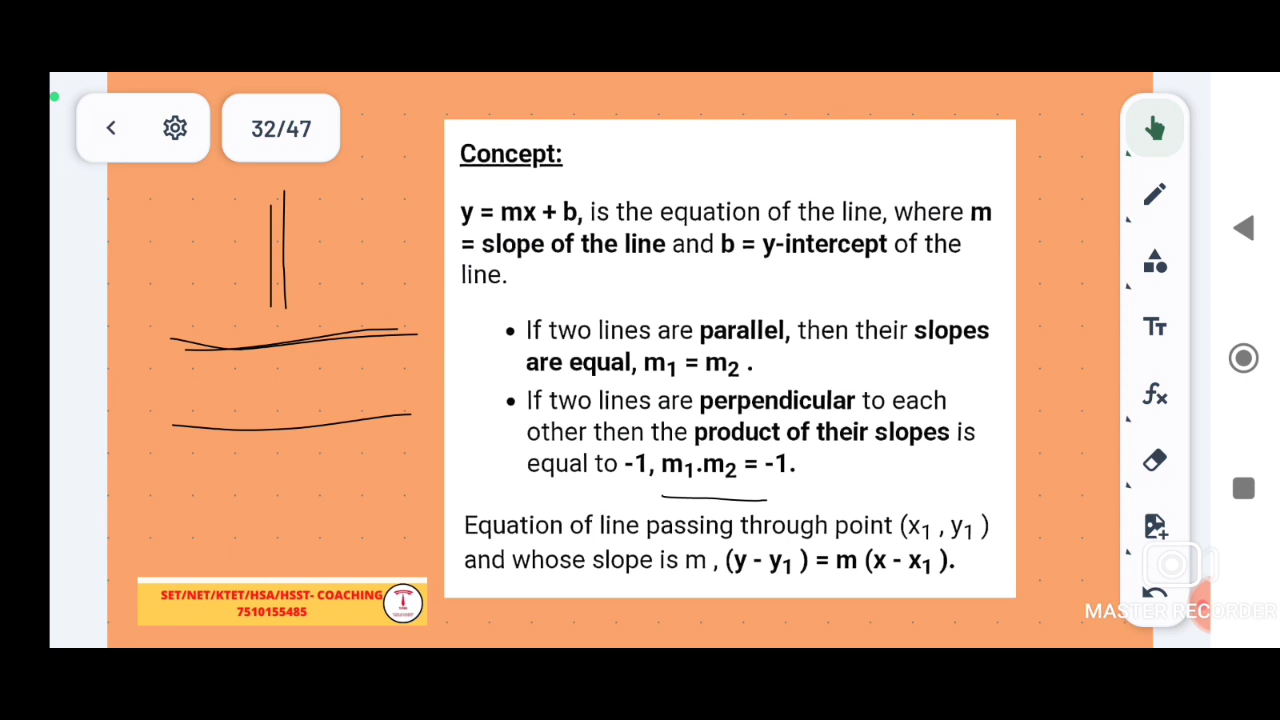 32/47
Concept:
y = mx + b, is the equation of the line, where m
= slope of the line and b = y-intercept of the
line.
• If two lines are parallel, then their slopes
are equal, m₁ = m₂ .
• If two lines are perpendicular to each
other then the product of their slopes is
equal to -1, m₁.m₂ = -1.
Equation of line passing through point (x₁ , y₁ )
and whose slope is m , (y - y₁ ) = m (x - x₁ ).
SET/NET/KTET/HSA/HSST- COACHING
7510155485
Tт
fx
MASTER RECORDER